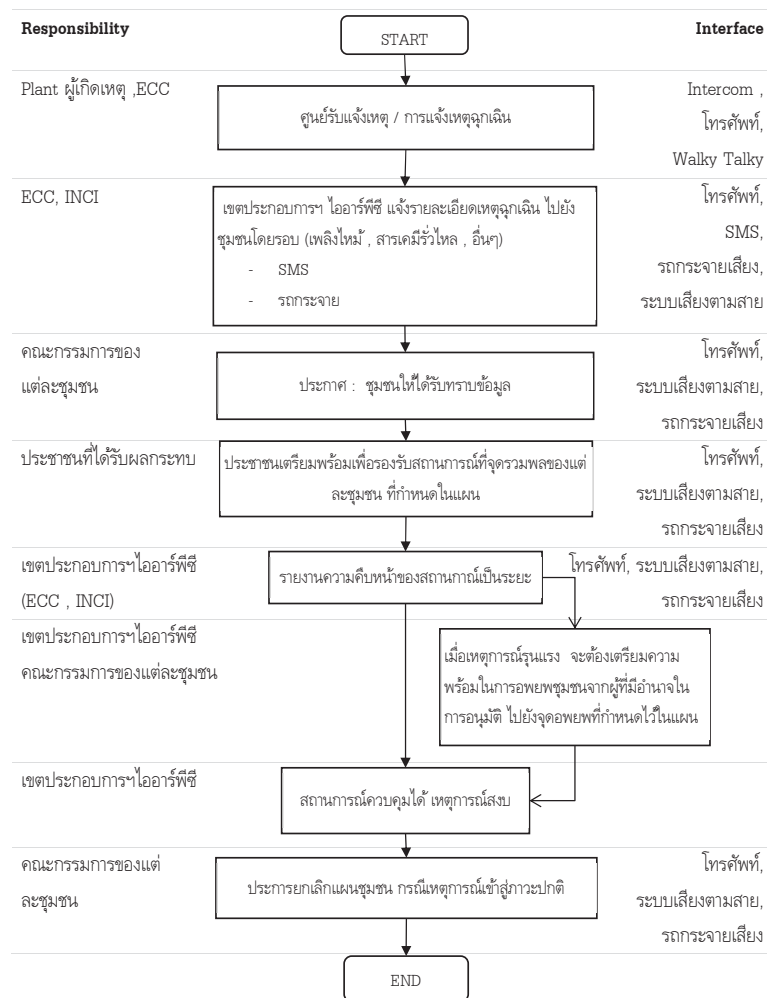 Responsibility
START
Interface
Plant ผู้เกิดเหตุ ,ECC
ศูนย์รับแจ้งเหตุ / การแจ้งเหตุฉุกเฉิน
Intercom ,
โทรศัพท์,
Walky Talky
ECC, INCI
เขตประกอบการฯ ไออาร์พีซี แจ้งรายละเอียดเหตุฉุกเฉิน ไปยัง
ชุมชนโดยรอบ (เพลิงไหม้ , สารเคมีรั่วไหล , อื่นๆ)
- SMS
- รถกระจาย
โทรศัพท์,
SMS,
รถกระจายเสียง,
ระบบเสียงตามสาย
คณะกรรมการของ
แต่ละชุมชน
ประกาศ : ชุมชนให้ได้รับทราบข้อมูล
โทรศัพท์,
ระบบเสียงตามสาย,
รถกระจายเสียง
ประชาชนที่ได้รับผลกระทบ
ประชาชนเตรียมพร้อมเพื่อรองรับสถานการณ์ที่จุดรวมพลของแต่
ละชุมชน ที่กำหนดในแผน
โทรศัพท์,
ระบบเสียงตามสาย,
รถกระจายเสียง
เขตประกอบการฯไออาร์พีซี
(ECC , INCI)
รายงานความคืบหน้าของสถานกาณ์เป็นระยะ
โทรศัพท์, ระบบเสียงตามสาย,
รถกระจายเสียง
เขตประกอบการฯไออาร์พีซี
คณะกรรมการของแต่ละชุมชน
เมื่อเหตุการณ์รุนแรง จะต้องเตรียมความ
พร้อมในการอพยพชุมชนจากผู้ที่มีอำนาจใน
การอนุมัติ ไปยังจุดอพยพที่กำหนดไว้ในแผน
เขตประกอบการฯไออาร์พีซี
สถานการณ์ควบคุมได้ เหตุการณ์สงบ
คณะกรรมการของแต่
ละชุมชน
ประการยกเลิกแผนชุมชน กรณีเหตุการณ์เข้าสู่ภาวะปกติ
โทรศัพท์,
ระบบเสียงตามสาย,
รถกระจายเสียง
END